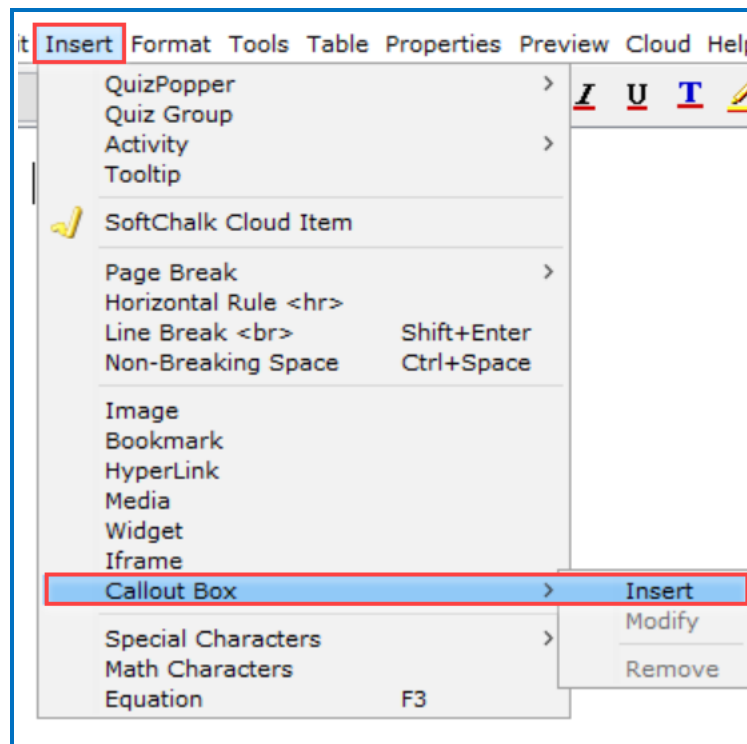 it Insert Format Tools Table Properties Preview Cloud Help
QuizPopper >
I U T
Quiz Group
Activity >
Tooltip
SoftChalk Cloud Item
Page Break >
Horizontal Rule <hr>
Line Break <br> Shift+Enter
Non-Breaking Space Ctrl+Space
Image
Bookmark
HyperLink
Media
Widget
Iframe
Callout Box > Insert
Modify
Special Characters >
Remove
Math Characters
Equation F3